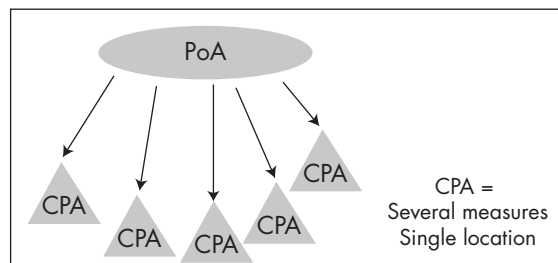 PoA
CPA
CPA
CPA
CPA
CPA
CPA =
Several measures
Single location